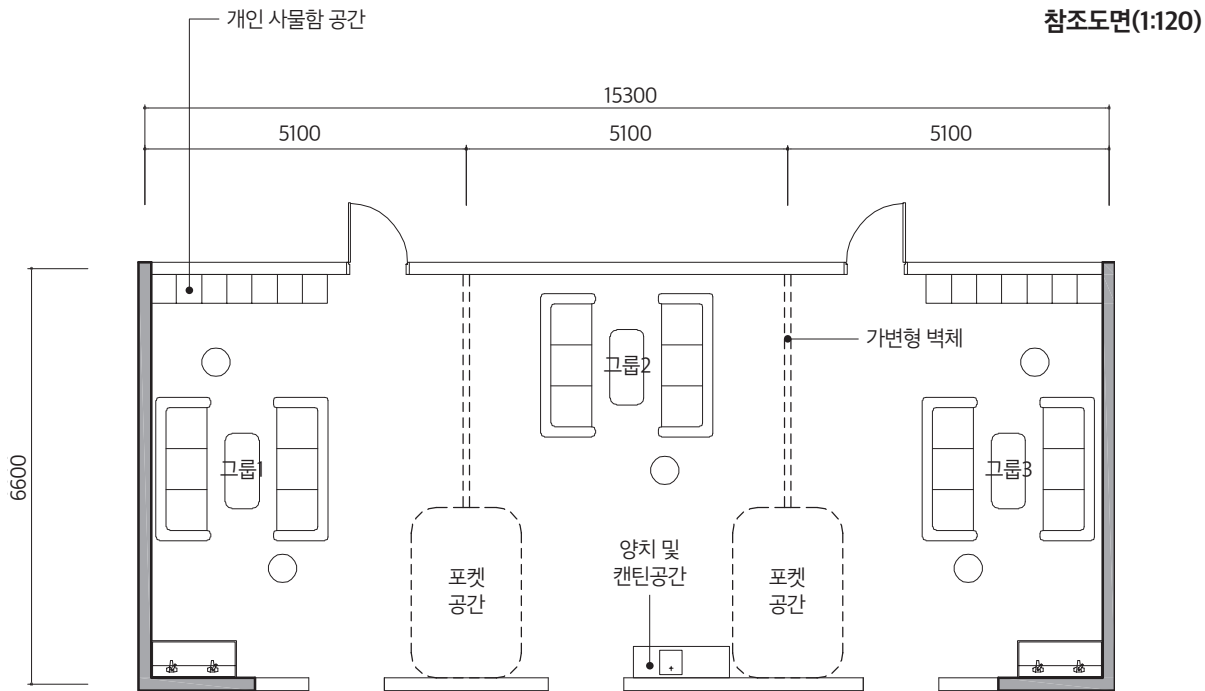 개인 사물함 공간
참조도면(1:120)
15300
5100
5100
5100
가변형 벽체
그룹2
그룹1
그룹3
6600
양치 및
캔틴공간
포켓
공간
포켓
공간